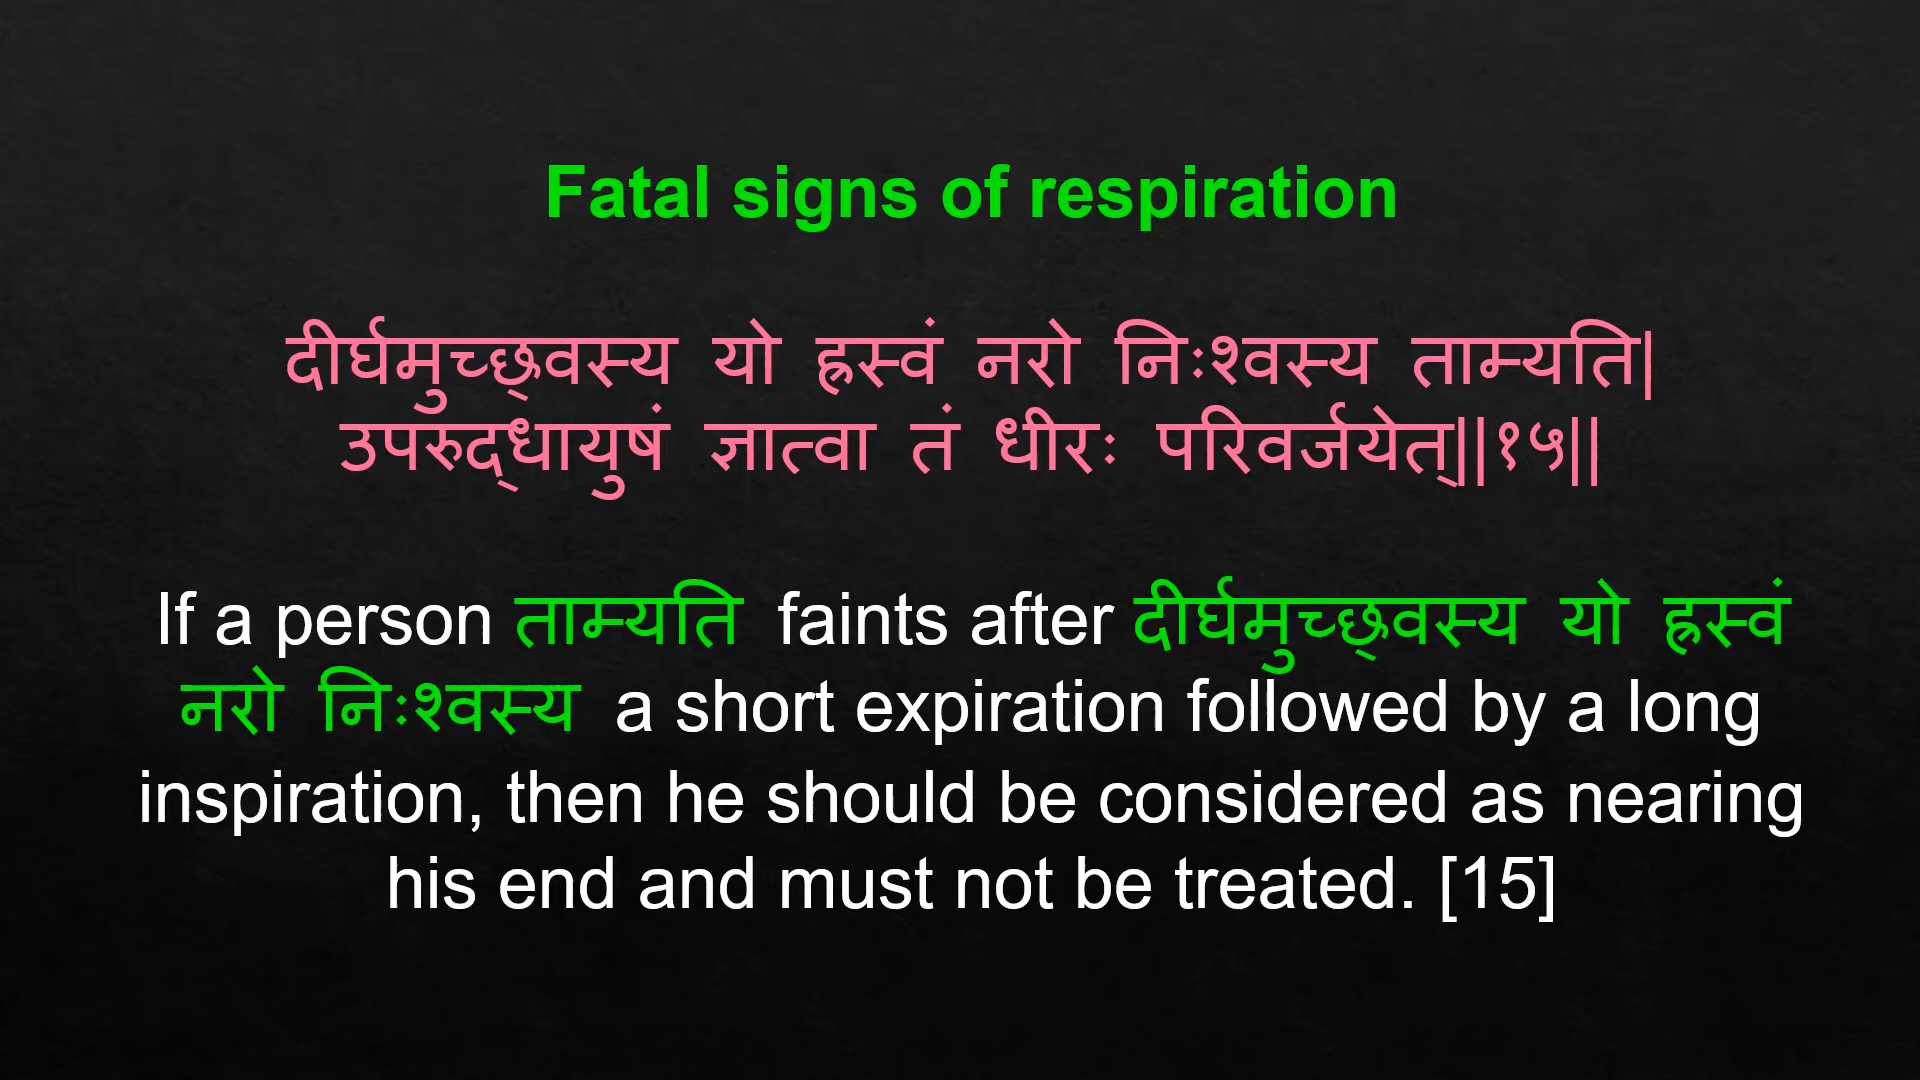 Fatal signs of respiration
दीर्घमुच्छ्वस्य यो ह्रस्वं नरो निःश्वस्य ताम्यति|
उपरुद्धायुषं ज्ञात्वा तं धीरः परिवर्जयेत्||१५||
If a person ताम्यति faints after दीर्घमुच्छ्वस्य यो ह्रस्वं
नरो निःश्वस्य a short expiration followed by a long
inspiration, then he should be considered as nearing
his end and must not be treated. [15]